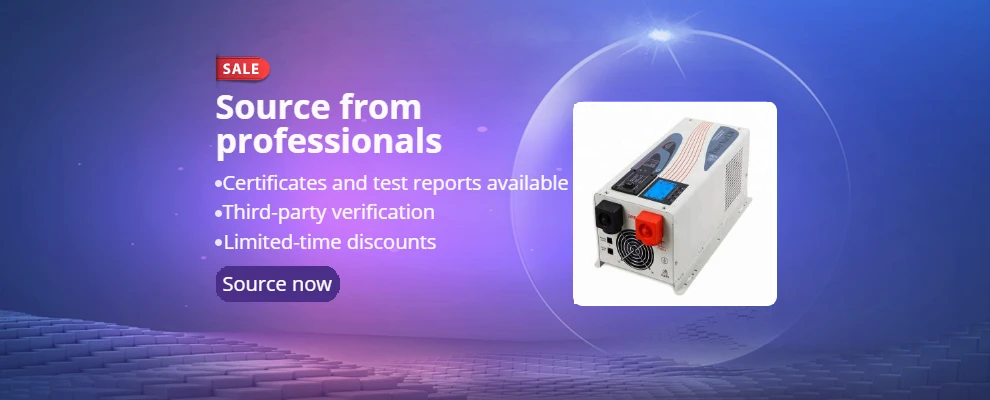 SALE
Source from
professionals
•Certificates and test reports available
•Third-party verification
•Limited-time discounts
Source now